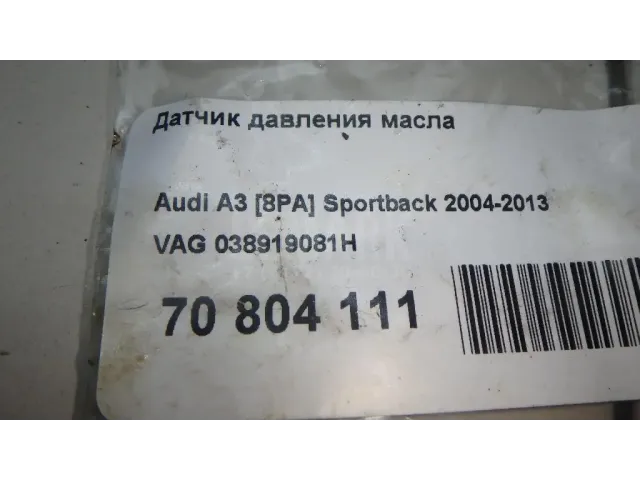 Датчик давления масла
Audi A3 [8PA] Sportback 2004-2013
VAG 038919081H
70 804 111